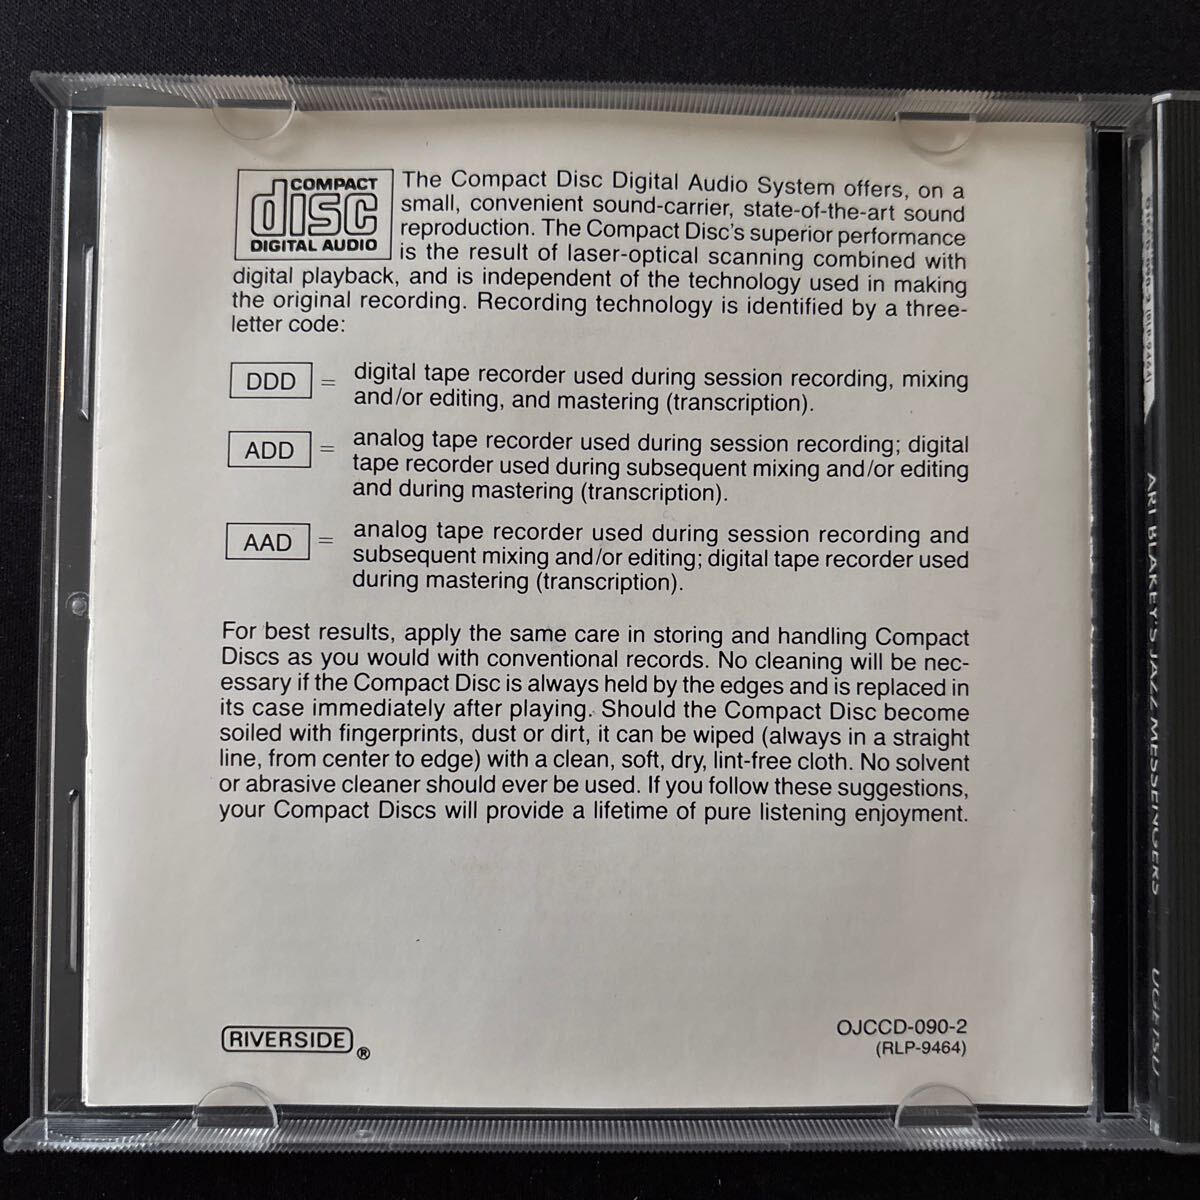 COMPACT
disc
DIGITAL AUDIO
The Compact Disc Digital Audio System offers, on a
small, convenient sound-carrier, state-of-the-art sound
reproduction. The Compact Disc's superior performance
is the result of laser-optical scanning combined with
digital playback, and is independent of the technology used in making
the original recording. Recording technology is identified by a three-
letter code:
DDD = digital tape recorder used during session recording, mixing
and/or editing, and mastering (transcription).
ADD = analog tape recorder used during session recording; digital
tape recorder used during subsequent mixing and/or editing
and during mastering (transcription).
AAD = analog tape recorder used during session recording and
subsequent mixing and/or editing; digital tape recorder used
during mastering (transcription).
For best results, apply the same care in storing and handling Compact
Discs as you would with conventional records. No cleaning will be nec-
essary if the Compact Disc is always held by the edges and is replaced in
its case immediately after playing. Should the Compact Disc become
soiled with fingerprints, dust or dirt, it can be wiped (always in a straight
line, from center to edge) with a clean, soft, dry, lint-free cloth. No solvent
or abrasive cleaner should ever be used. If you follow these suggestions,
your Compact Discs will provide a lifetime of pure listening enjoyment.
RIVERSIDE ®
OJCCD-090-2
(RLP-9464)
(RLP-9464)
ART BLAKEY'S JAZZ MESSENGERS UGETSU